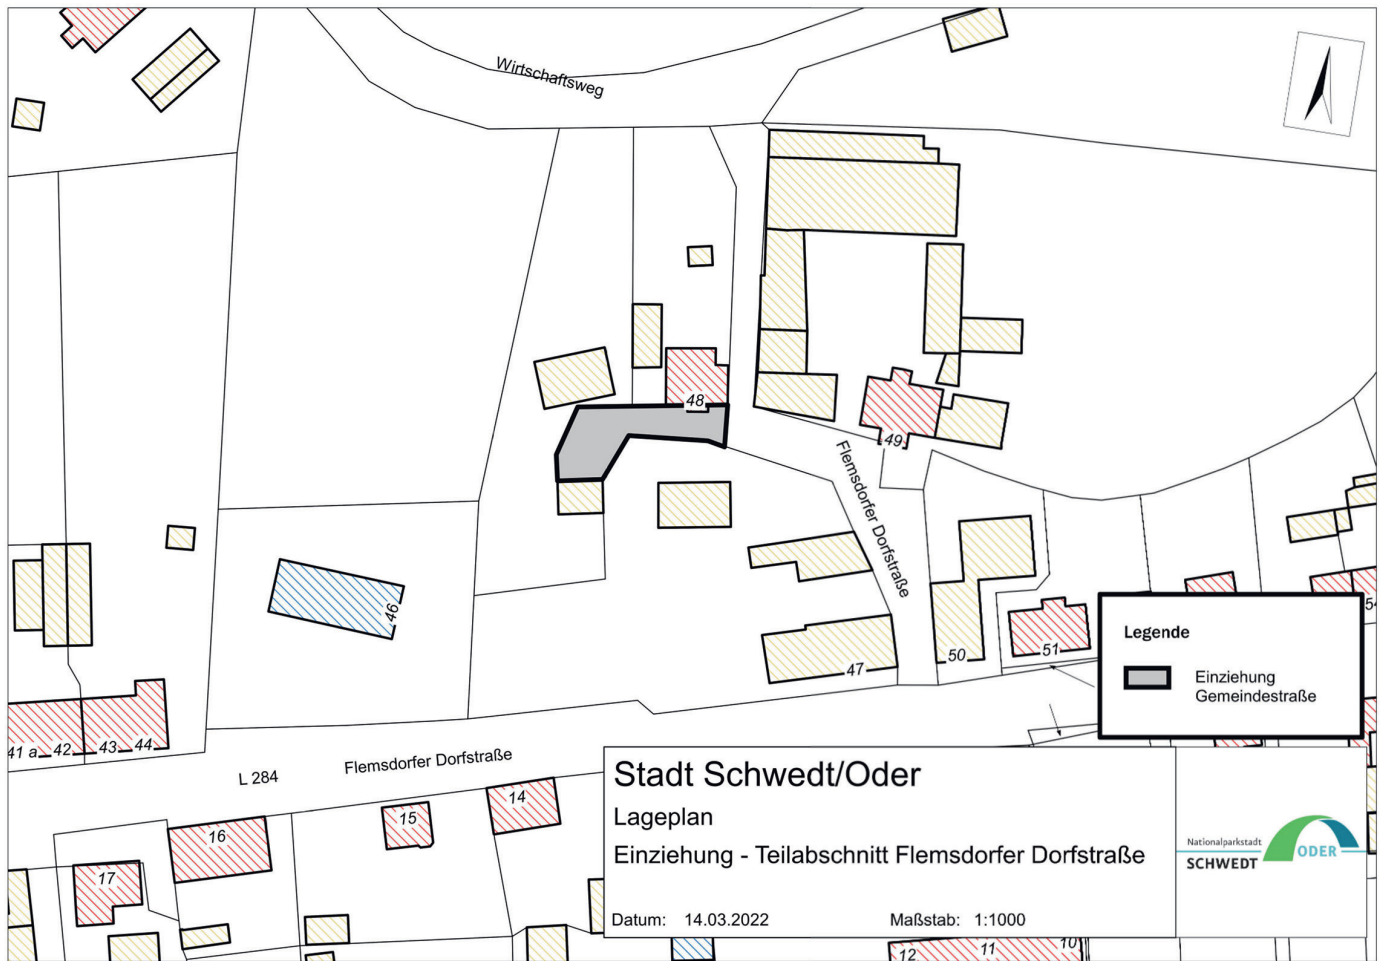 Wirtschaftsweg
48
49
Flemsdorfer Dorfstraße
46
47
50
51
54
41 a
42
43
44
L 284
Flemsdorfer Dorfstraße
14
15
16
17
12
11
10
Legende
Einziehung
Gemeindestraße
Stadt Schwedt/Oder
Lageplan
Einziehung - Teilabschnitt Flemsdorfer Dorfstraße
Datum: 14.03.2022 Maßstab: 1:1000
Nationalparkstadt
SCHWEDT
ODER